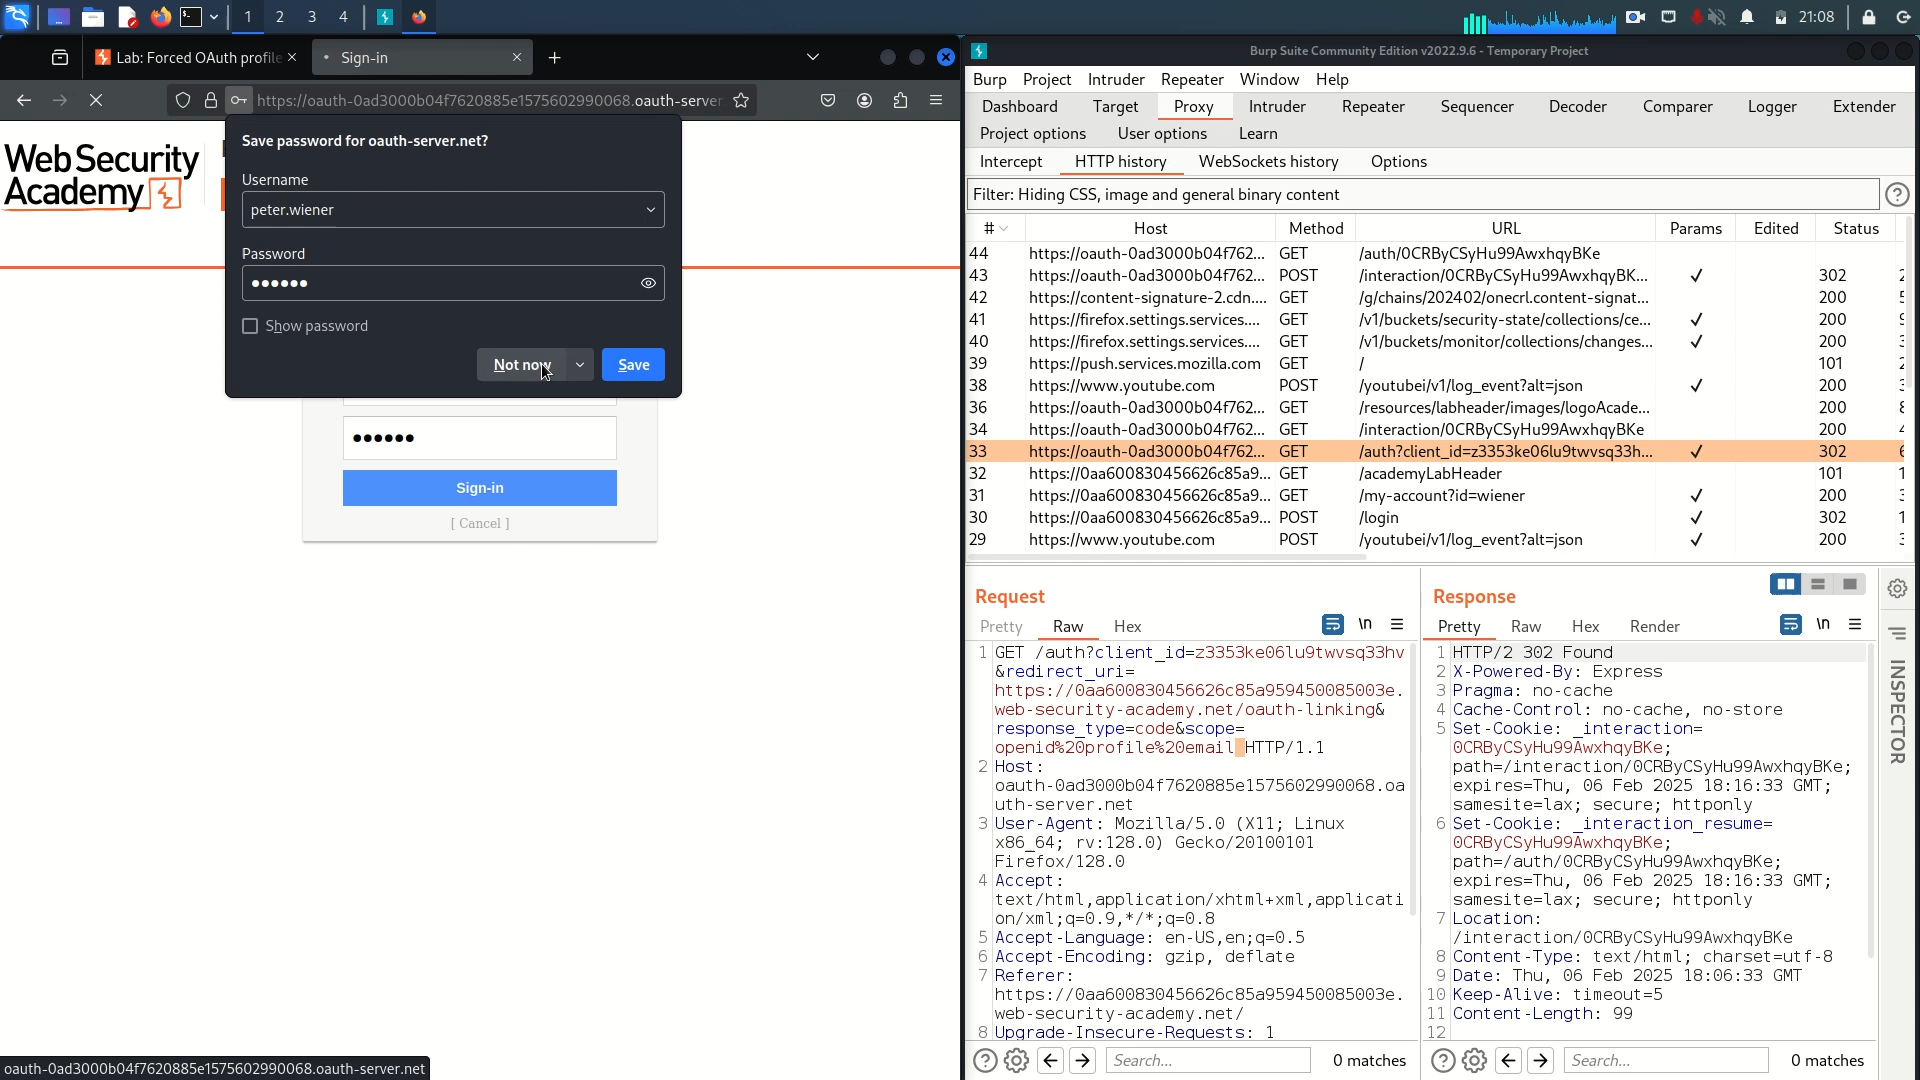 1 2 3 4
21:08
Lab: Forced OAuth profile
Sign-in
https://oauth-0ad3000b04f7620885e1575602990068.oauth-server
WebSecurity
Academy
Save password for oauth-server.net?
Username
peter.wiener
Password
••••••
Show password
Not now
Save
••••••
Sign-in
[ Cancel ]
oauth-0ad3000b04f7620885e1575602990068.oauth-server.net
Burp Suite Community Edition v2022.9.6 - Temporary Project
Burp Project Intruder Repeater Window Help
Dashboard Target Proxy Intruder Repeater Sequencer Decoder Comparer Logger Extender
Project options User options Learn
Intercept HTTP history WebSockets history Options
Filter: Hiding CSS, image and general binary content
# Host Method URL Params Edited Status
44 https://oauth-0ad3000b04f762... GET /auth/0CRByCSyHu99AwxhqyBKe
43 https://oauth-0ad3000b04f762... POST /interaction/0CRByCSyHu99AwxhqyBK... ✓ 302
42 https://content-signature-2.cdn.... GET /g/chains/202402/onecrl.content-signat... 200
41 https://firefox.settings.services.... GET /v1/buckets/security-state/collections/ce... ✓ 200
40 https://firefox.settings.services.... GET /v1/buckets/monitor/collections/changes... ✓ 200
39 https://push.services.mozilla.com GET / 101
38 https://www.youtube.com POST /youtubei/v1/log_event?alt=json ✓ 200
36 https://oauth-0ad3000b04f762... GET /resources/labheader/images/logoAcade... 200
34 https://oauth-0ad3000b04f762... GET /interaction/0CRByCSyHu99AwxhqyBKe 200
33 https://oauth-0ad3000b04f762... GET /auth?client_id=z3353ke06lu9twvsq33h... ✓ 302
32 https://0aa600830456626c85a9... GET /academyLabHeader 101
31 https://0aa600830456626c85a9... GET /my-account?id=wiener ✓ 200
30 https://0aa600830456626c85a9... POST /login ✓ 302
29 https://www.youtube.com POST /youtubei/v1/log_event?alt=json ✓ 200
Request
Pretty Raw Hex \n
1 GET /auth?client_id=z3353ke06lu9twvsq33hv
&redirect_uri=
https://0aa600830456626c85a959450085003e.
web-security-academy.net/oauth-linking&
response_type=code&scope=
openid%20profile%20email HTTP/1.1
2 Host:
oauth-0ad3000b04f7620885e1575602990068.oa
uth-server.net
3 User-Agent: Mozilla/5.0 (X11; Linux
x86_64; rv:128.0) Gecko/20100101
Firefox/128.0
4 Accept:
text/html,application/xhtml+xml,applicati
on/xml;q=0.9,*/*;q=0.8
5 Accept-Language: en-US,en;q=0.5
6 Accept-Encoding: gzip, deflate
7 Referer:
https://0aa600830456626c85a959450085003e.
web-security-academy.net/
8 Upgrade-Insecure-Requests: 1
Search... 0 matches
Response
Pretty Raw Hex Render \n
1 HTTP/2 302 Found
2 X-Powered-By: Express
3 Pragma: no-cache
4 Cache-Control: no-cache, no-store
5 Set-Cookie: _interaction=
0CRByCSyHu99AwxhqyBKe;
path=/interaction/0CRByCSyHu99AwxhqyBKe;
expires=Thu, 06 Feb 2025 18:16:33 GMT;
samesite=lax; secure; httponly
6 Set-Cookie: _interaction_resume=
0CRByCSyHu99AwxhqyBKe;
path=/auth/0CRByCSyHu99AwxhqyBKe;
expires=Thu, 06 Feb 2025 18:16:33 GMT;
samesite=lax; secure; httponly
7 Location:
/interaction/0CRByCSyHu99AwxhqyBKe
8 Content-Type: text/html; charset=utf-8
9 Date: Thu, 06 Feb 2025 18:06:33 GMT
10 Keep-Alive: timeout=5
11 Content-Length: 99
12
Search... 0 matches
INSPECTOR